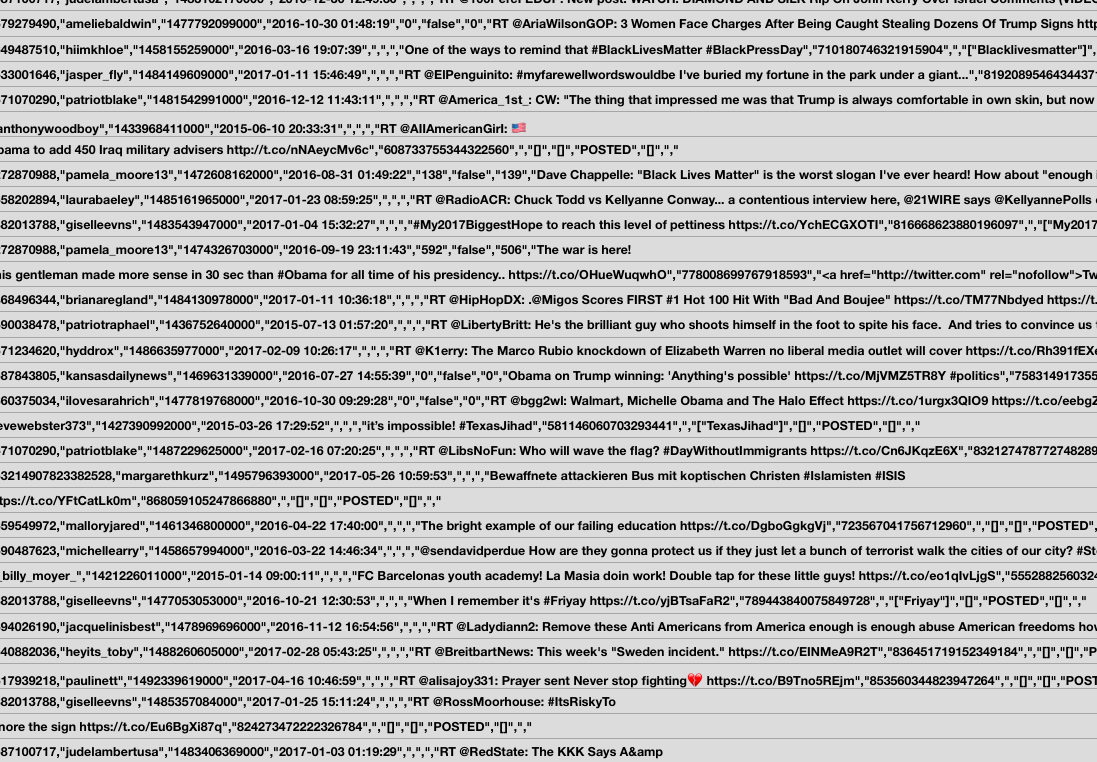 479279490,"ameliebaldwin","1477792099000","2016-10-30 01:48:19","0","false","0","RT @AriaWilsonGOP: 3 Women Face Charges After Being Caught Stealing Dozens Of Trump Signs http
49487510,"hiimkhloe","1458155259000","2016-03-16 19:07:39",",",",","One of the ways to remind that #BlackLivesMatter #BlackPressDay","710180746321915904",",","["Blacklivesmatter"]",
33001646,"jasper_fly","1484149609000","2017-01-11 15:46:49",",",",","RT @ElPenguinito: #myfarewellwordswouldbe I've buried my fortune in the park under a giant...","8192089546434437
71070290,"patriotblake","1481542991000","2016-12-12 11:43:11",",",",","RT @America_1st_: CW: "The thing that impressed me was that Trump is always comfortable in own skin, but now
anthonywoodboy","1433968411000","2015-06-10 20:33:31",",",",","RT @AllAmericanGirl: 🇺🇸
bama to add 450 Iraq military advisers http://t.co/nNAeycMv6c","608733755344322560",",","[]","[]","POSTED","[]",","
72870988,"pamela_moore13","1472608162000","2016-08-31 01:49:22","138","false","139","Dave Chappelle: "Black Lives Matter" is the worst slogan I've ever heard! How about "enough i
58202894,"laurabaeley","1485161965000","2017-01-23 08:59:25",",",",","RT @RadioACR: Chuck Todd vs Kellyanne Conway... a contentious interview here, @21WIRE says @KellyannePolls
82013788,"giselleevns","1483543947000","2017-01-04 15:32:27",",",",","#My2017BiggestHope to reach this level of pettiness https://t.co/YchECGXOTI","816668623880196097",",","["My2017
72870988,"pamela_moore13","1474326703000","2016-09-19 23:11:43","592","false","506","The war is here!
his gentleman made more sense in 30 sec than #Obama for all time of his presidency.. https://t.co/OHueWuqwhO","778008699767918593","<a href="http://twitter.com" rel="nofollow">Tw
68496344,"brianaregland","1484130978000","2017-01-11 10:36:18",",",",","RT @HipHopDX: .@Migos Scores FIRST #1 Hot 100 Hit With "Bad And Boujee" https://t.co/TM77Nbdyed https://t.
90038478,"patriotraphael","1436752640000","2015-07-13 01:57:20",",",",","RT @LibertyBritt: He's the brilliant guy who shoots himself in the foot to spite his face.  And tries to convince us
71234620,"hyddrox","1486635977000","2017-02-09 10:26:17",",",",","RT @K1erry: The Marco Rubio knockdown of Elizabeth Warren no liberal media outlet will cover https://t.co/Rh391fEX
87843805,"kansasdailynews","1469631339000","2016-07-27 14:55:39","0","false","0","Obama on Trump winning: 'Anything's possible' https://t.co/MjVMZ5TR8Y #politics","75831491735
60375034,"ilovesarahrich","1477819768000","2016-10-30 09:29:28","0","false","0","RT @bgg2wl: Walmart, Michelle Obama and The Halo Effect https://t.co/1urgx3QIO9 https://t.co/eebg
evewebster373","1427390992000","2015-03-26 17:29:52",",",",","it's impossible! #TexasJihad","581146060703293441",",","["TexasJihad"]","[]","POSTED","[]",","
71070290,"patriotblake","1487229625000","2017-02-16 07:20:25",",",",","RT @LibsNoFun: Who will wave the flag? #DayWithoutImmigrants https://t.co/Cn6JKqzE6X","83212747877274828
3214907823382528,"margarethkurz","1495796393000","2017-05-26 10:59:53",",",",","Bewaffnete attackieren Bus mit koptischen Christen #Islamisten #ISIS
tps://t.co/YFtCatLk0m","868059105247866880",",","[]","[]","POSTED","[]",","
59549972,"malloryjared","1461346800000","2016-04-22 17:40:00",",",",","The bright example of our failing education https://t.co/DgboGgkgVj","723567041756712960",",","[]","[]","POSTED",
90487623,"michellearry","1458657994000","2016-03-22 14:46:34",",",",","@sendavidperdue How are they gonna protect us if they just let a bunch of terrorist walk the cities of our city? #St
_billy_moyer_","1421226011000","2015-01-14 09:00:11",",",",","FC Barcelonas youth academy! La Masia doin work! Double tap for these little guys! https://t.co/eo1qIvLjgS","5552882560324
82013788,"giselleevns","1477053053000","2016-10-21 12:30:53",",",",","When I remember it's #Friyay https://t.co/yjBTsaFaR2","789443840075849728",",","["Friyay"]","[]","POSTED","[]",","
94026190,"jacquelinisbest","1478969696000","2016-11-12 16:54:56",",",",","RT @Ladydiann2: Remove these Anti Americans from America enough is enough abuse American freedoms how
40882036,"heyits_toby","1488260605000","2017-02-28 05:43:25",",",",","RT @BreitbartNews: This week's "Sweden incident." https://t.co/EINMeA9R2T","836451719152349184",",","[]","[]","P
17939218,"paulinett","1492339619000","2017-04-16 10:46:59",",",",","RT @alisajoy331: Prayer sent Never stop fighting💔 https://t.co/B9Tno5REjm","853560344823947264",",","[]","[]","POST
82013788,"giselleevns","1485357084000","2017-01-25 15:11:24",",",",","RT @RossMoorhouse: #ItsRiskyTo
nore the sign https://t.co/Eu6BgXi87q","824273472222326784",",","[]","[]","POSTED","[]",","
87100717,"judelambertusa","1483406369000","2017-01-03 01:19:29",",",",","RT @RedState: The KKK Says A&amp